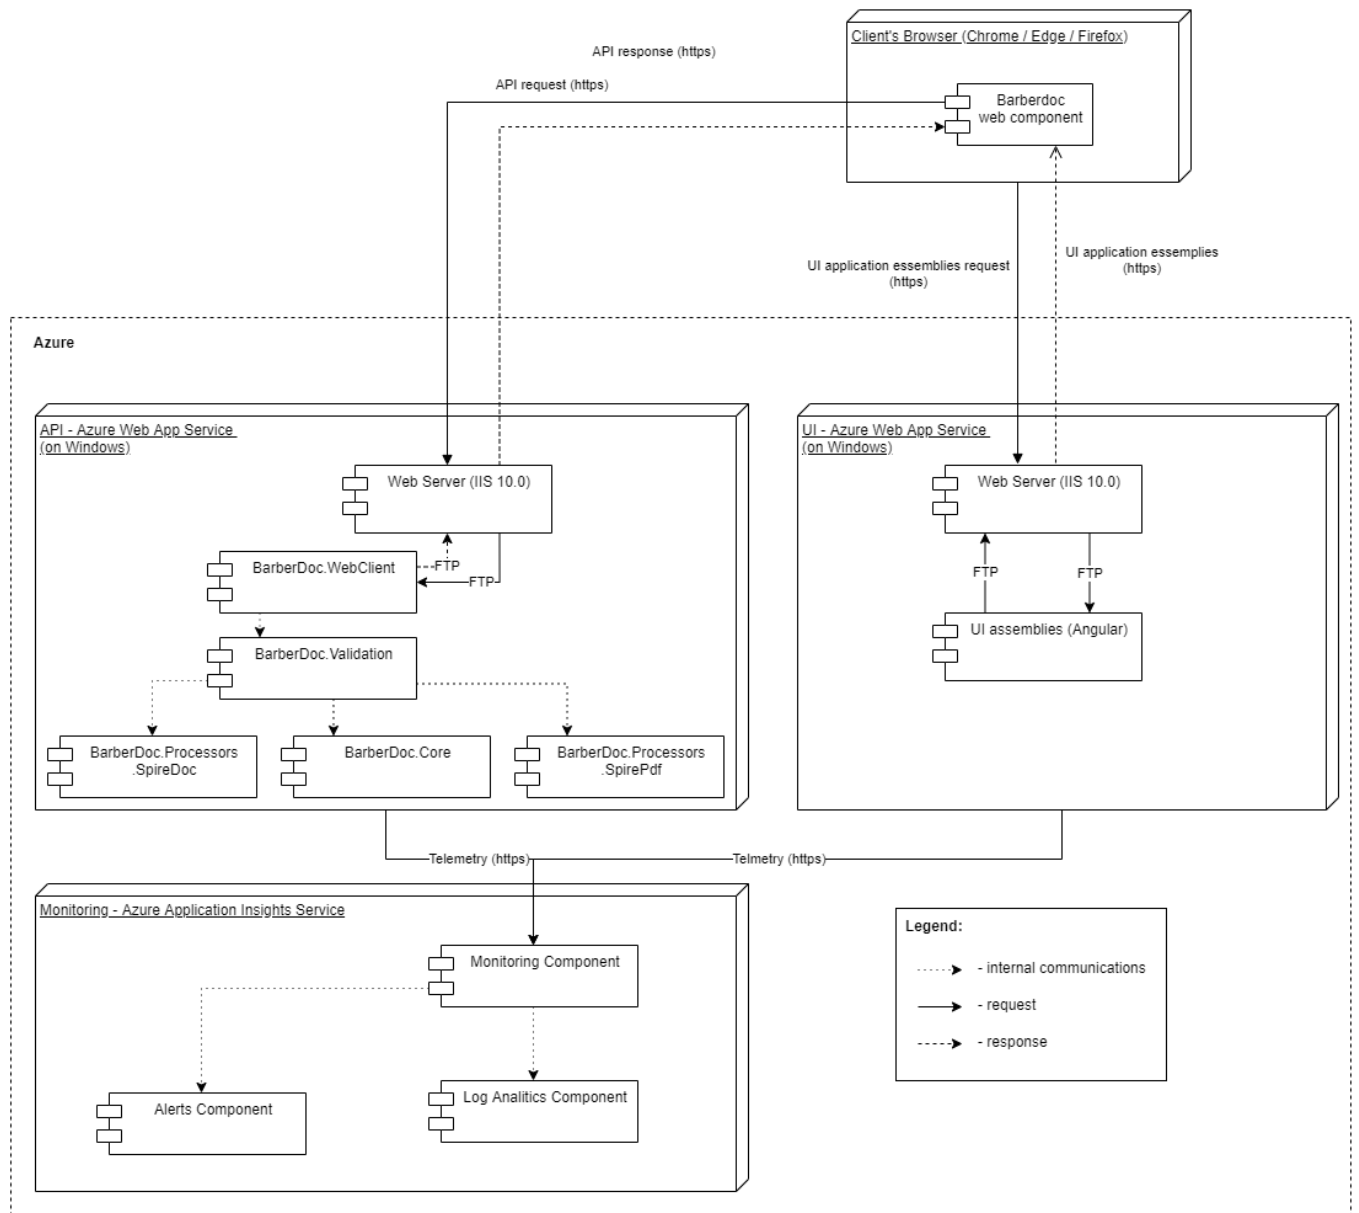 Client's Browser (Chrome / Edge / Firefox)
API response (https)
API request (https)
Barberdoc
web component
UI application essemblies request
(https)
UI application essemplies
(https)
Azure
API - Azure Web App Service
(on Windows)
Web Server (IIS 10.0)
BarberDoc.WebClient
FTP
FTP
BarberDoc.Validation
BarberDoc.Processors
.SpireDoc
BarberDoc.Core
BarberDoc.Processors
.SpirePdf
UI - Azure Web App Service
(on Windows)
Web Server (IIS 10.0)
FTP
FTP
UI assemblies (Angular)
Telemetry (https)
Telmetry (https)
Monitoring - Azure Application Insights Service
Monitoring Component
Alerts Component
Log Analitics Component
Legend:
- internal communications
- request
- response